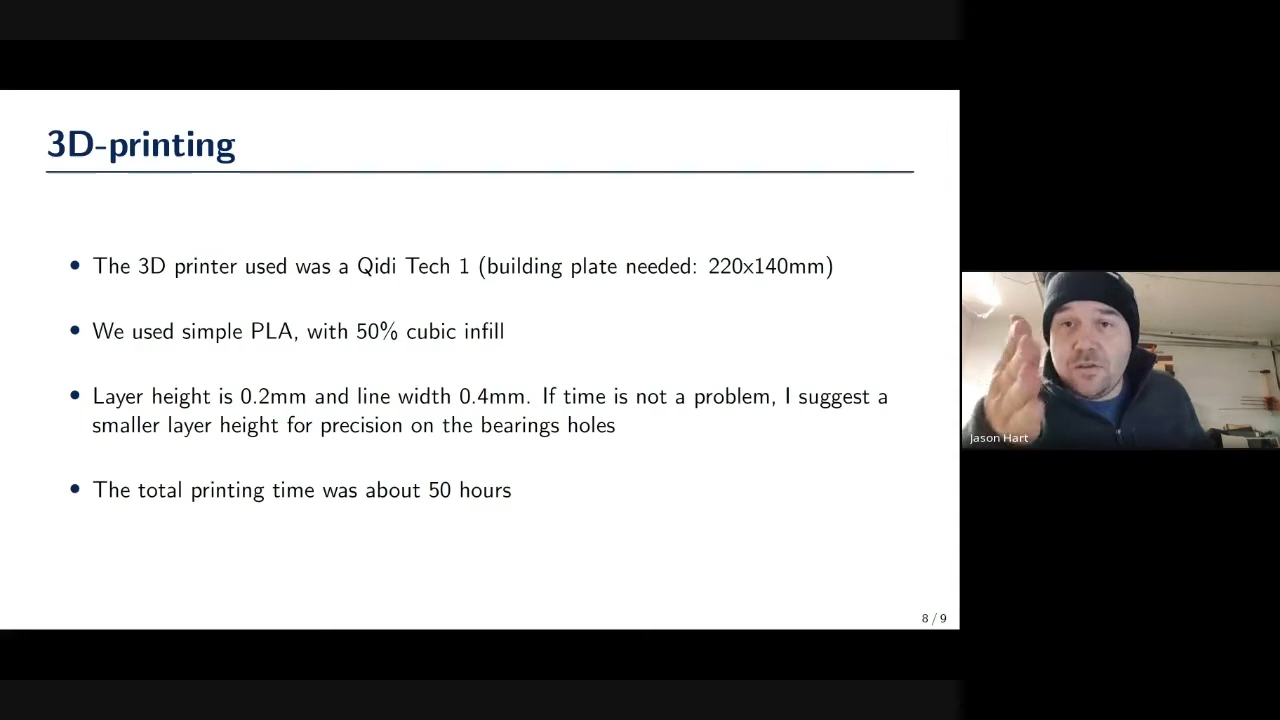 3D-printing
• The 3D printer used was a Qidi Tech 1 (building plate needed: 220x140mm)
• We used simple PLA, with 50% cubic infill
• Layer height is 0.2mm and line width 0.4mm. If time is not a problem, I suggest a
smaller layer height for precision on the bearings holes
• The total printing time was about 50 hours
8 / 9
Jason Hart